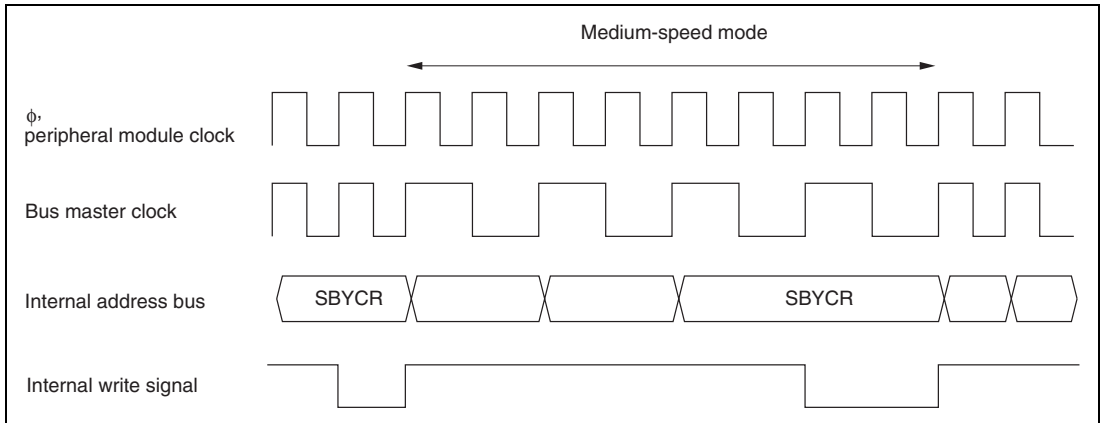 Medium-speed mode
ϕ,
peripheral module clock
Bus master clock
Internal address bus
SBYCR
SBYCR
Internal write signal